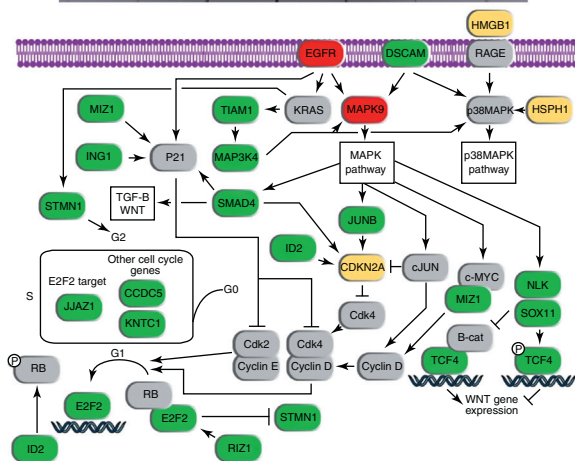 HMGB1
EGFR
DSCAM
RAGE
MIZ1
TIAM1
KRAS
MAPK9
p38MAPK
HSPH1
ING1
P21
MAP3K4
MAPK
pathway
p38MAPK
pathway
STMN1
TGF-B
WNT
SMAD4
JUNB
G2
ID2
CDKN2A
cJUN
c-MYC
MIZ1
NLK
SOX11
Other cell cycle
genes
E2F2 target
S
JJAZ1
CCDC5
KNTC1
G0
Cdk4
B-cat
TCF4
P
TCF4
G1
Cdk2
Cyclin E
Cdk4
Cyclin D
Cyclin D
P
RB
RB
E2F2
E2F2
STMN1
WNT gene
expression
ID2
RIZ1